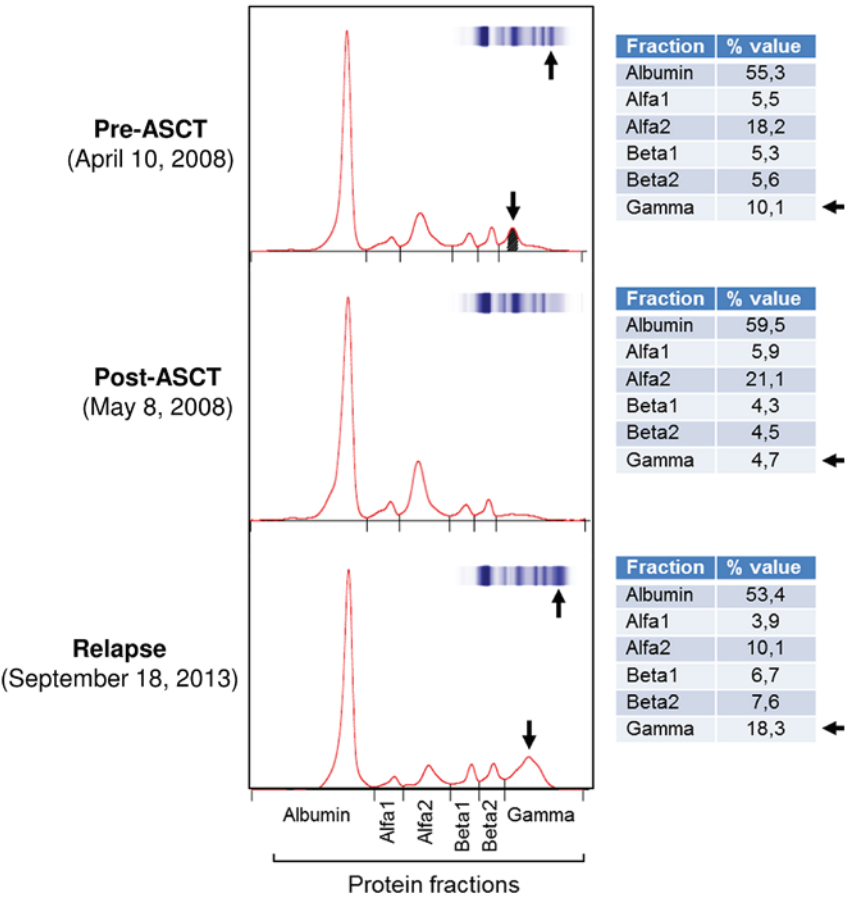 Pre-ASCT
(April 10, 2008)
Fraction % value
Albumin 55,3
Alfa1 5,5
Alfa2 18,2
Beta1 5,3
Beta2 5,6
Gamma 10,1
Post-ASCT
(May 8, 2008)
Fraction % value
Albumin 59,5
Alfa1 5,9
Alfa2 21,1
Beta1 4,3
Beta2 4,5
Gamma 4,7
Relapse
(September 18, 2013)
Fraction % value
Albumin 53,4
Alfa1 3,9
Alfa2 10,1
Beta1 6,7
Beta2 7,6
Gamma 18,3
Albumin Alfa1 Alfa2 Beta1 Beta2 Gamma
Protein fractions